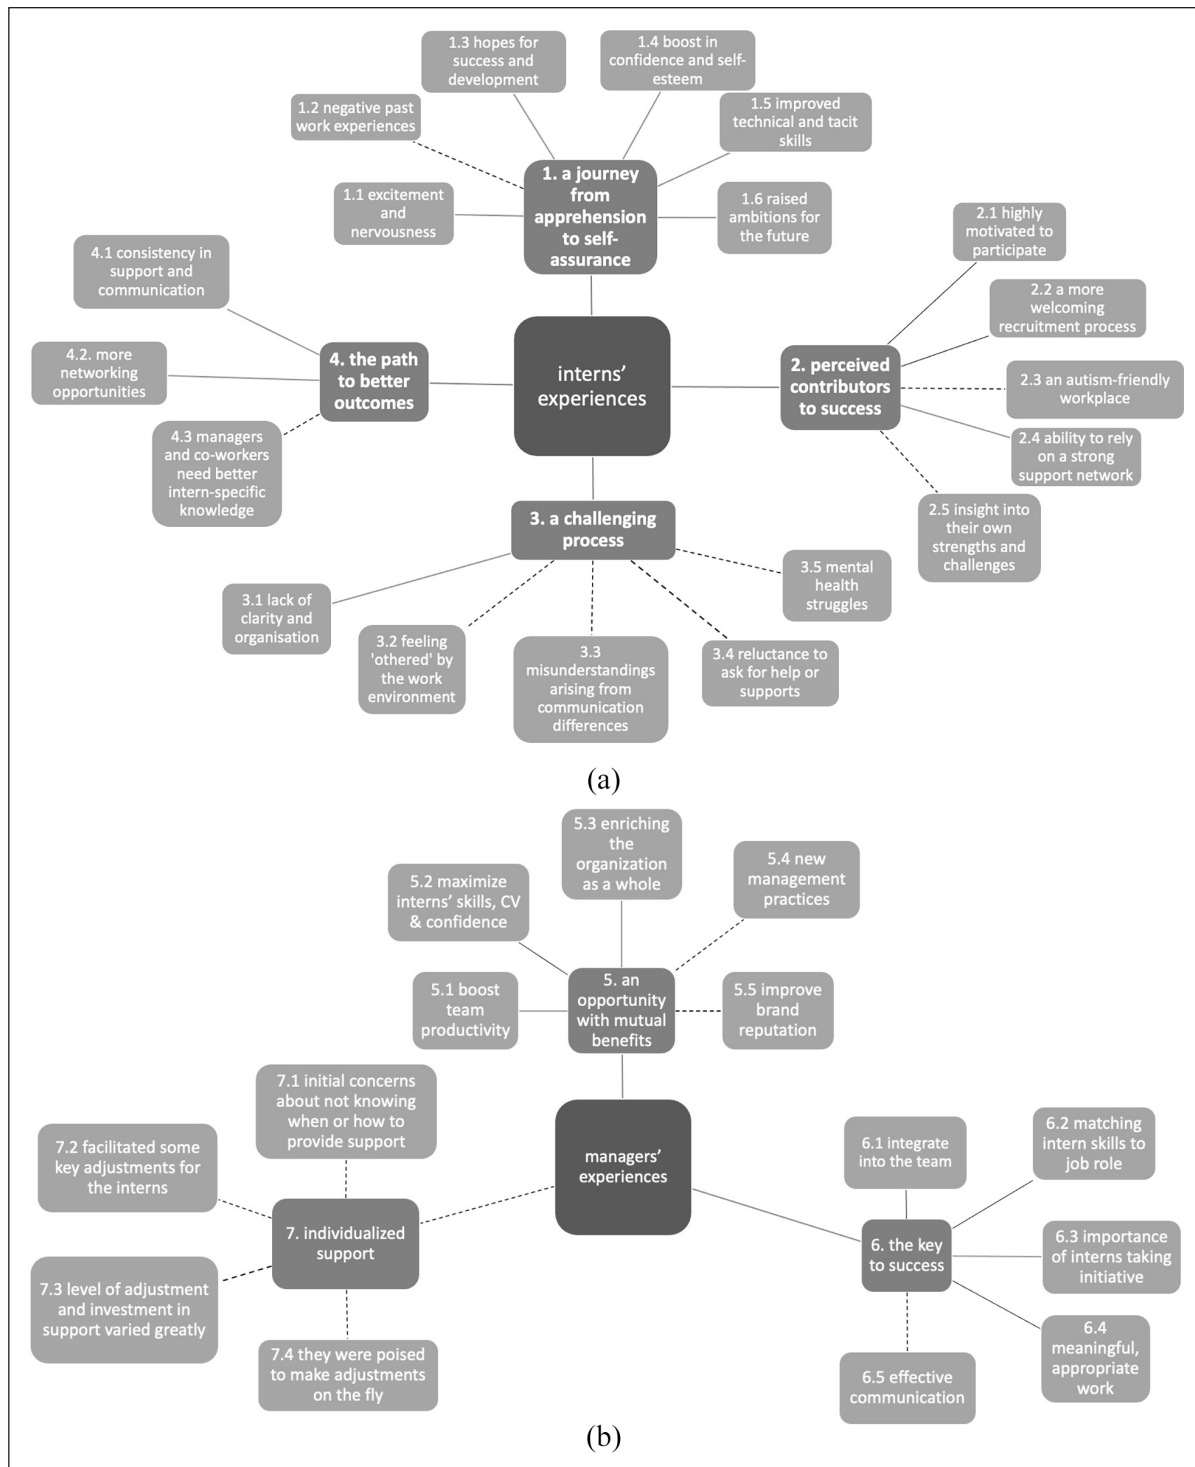 1.3 hopes for
success and
development
1.4 boost in
confidence and self-
esteem
1.2 negative past
work experiences
1.5 improved
technical and tacit
skills
1. a journey
from
apprehension
to self-
assurance
1.1 excitement
and
nervousness
1.6 raised
ambitions for
the future
2.1 highly
motivated to
participate
4.1 consistency in
support and
communication
2.2 a more
welcoming
recruitment process
4.2. more
networking
opportunities
4. the path
to better
outcomes
interns'
experiences
2. perceived
contributors
to success
2.3 an autism-friendly
workplace
4.3 managers
and co-workers
need better
intern-specific
knowledge
2.4 ability to rely
on a strong
support network
2.5 insight into
their own
strengths and
challenges
3. a challenging
process
3.5 mental
health
struggles
3.1 lack of
clarity and
organisation
3.2 feeling
'othered' by
the work
environment
3.3
misunderstandings
arising from
communication
differences
3.4 reluctance to
ask for help or
supports
(a)
5.3 enriching
the
organization
as a whole
5.2 maximize
interns' skills, CV
& confidence
5.4 new
management
practices
5.1 boost
team
productivity
5. an
opportunity
with mutual
benefits
5.5 improve
brand
reputation
7.1 initial concerns
about not knowing
when or how to
provide support
7.2 facilitated some
key adjustments for
the interns
managers'
experiences
6.1 integrate
into the team
6.2 matching
intern skills to
job role
7. individualized
support
6. the key
to success
6.3 importance
of interns taking
initiative
7.3 level of adjustment
and investment in
support varied greatly
7.4 they were poised
to make adjustments
on the fly
6.4
meaningful,
appropriate
work
6.5 effective
communication
(b)